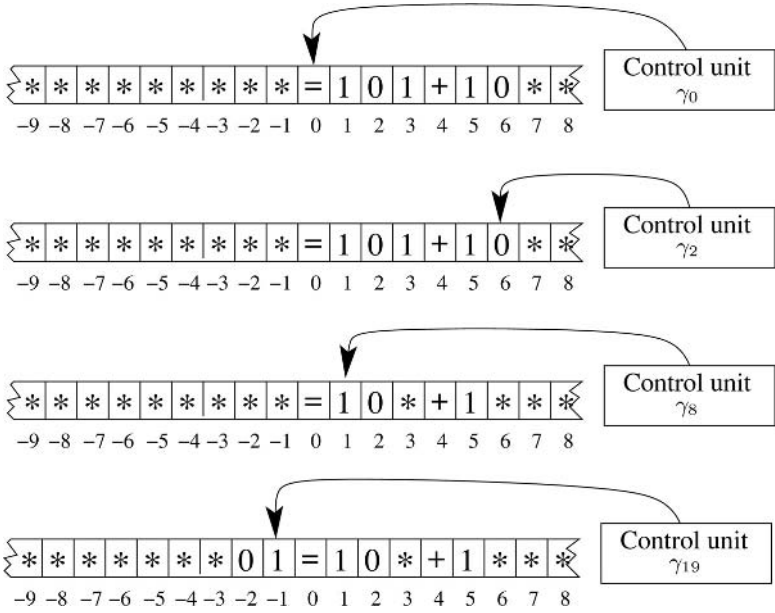 * * * * * * * * * = 1 0 1 + 1 0 * * Control unit
γ0
−9 −8 −7 −6 −5 −4 −3 −2 −1 0 1 2 3 4 5 6 7 8
* * * * * * * * * = 1 0 1 + 1 0 * * Control unit
γ2
−9 −8 −7 −6 −5 −4 −3 −2 −1 0 1 2 3 4 5 6 7 8
* * * * * * * * * = 1 0 * + 1 * * * Control unit
γ8
−9 −8 −7 −6 −5 −4 −3 −2 −1 0 1 2 3 4 5 6 7 8
* * * * * * * 0 1 = 1 0 * + 1 * * * Control unit
γ19
−9 −8 −7 −6 −5 −4 −3 −2 −1 0 1 2 3 4 5 6 7 8